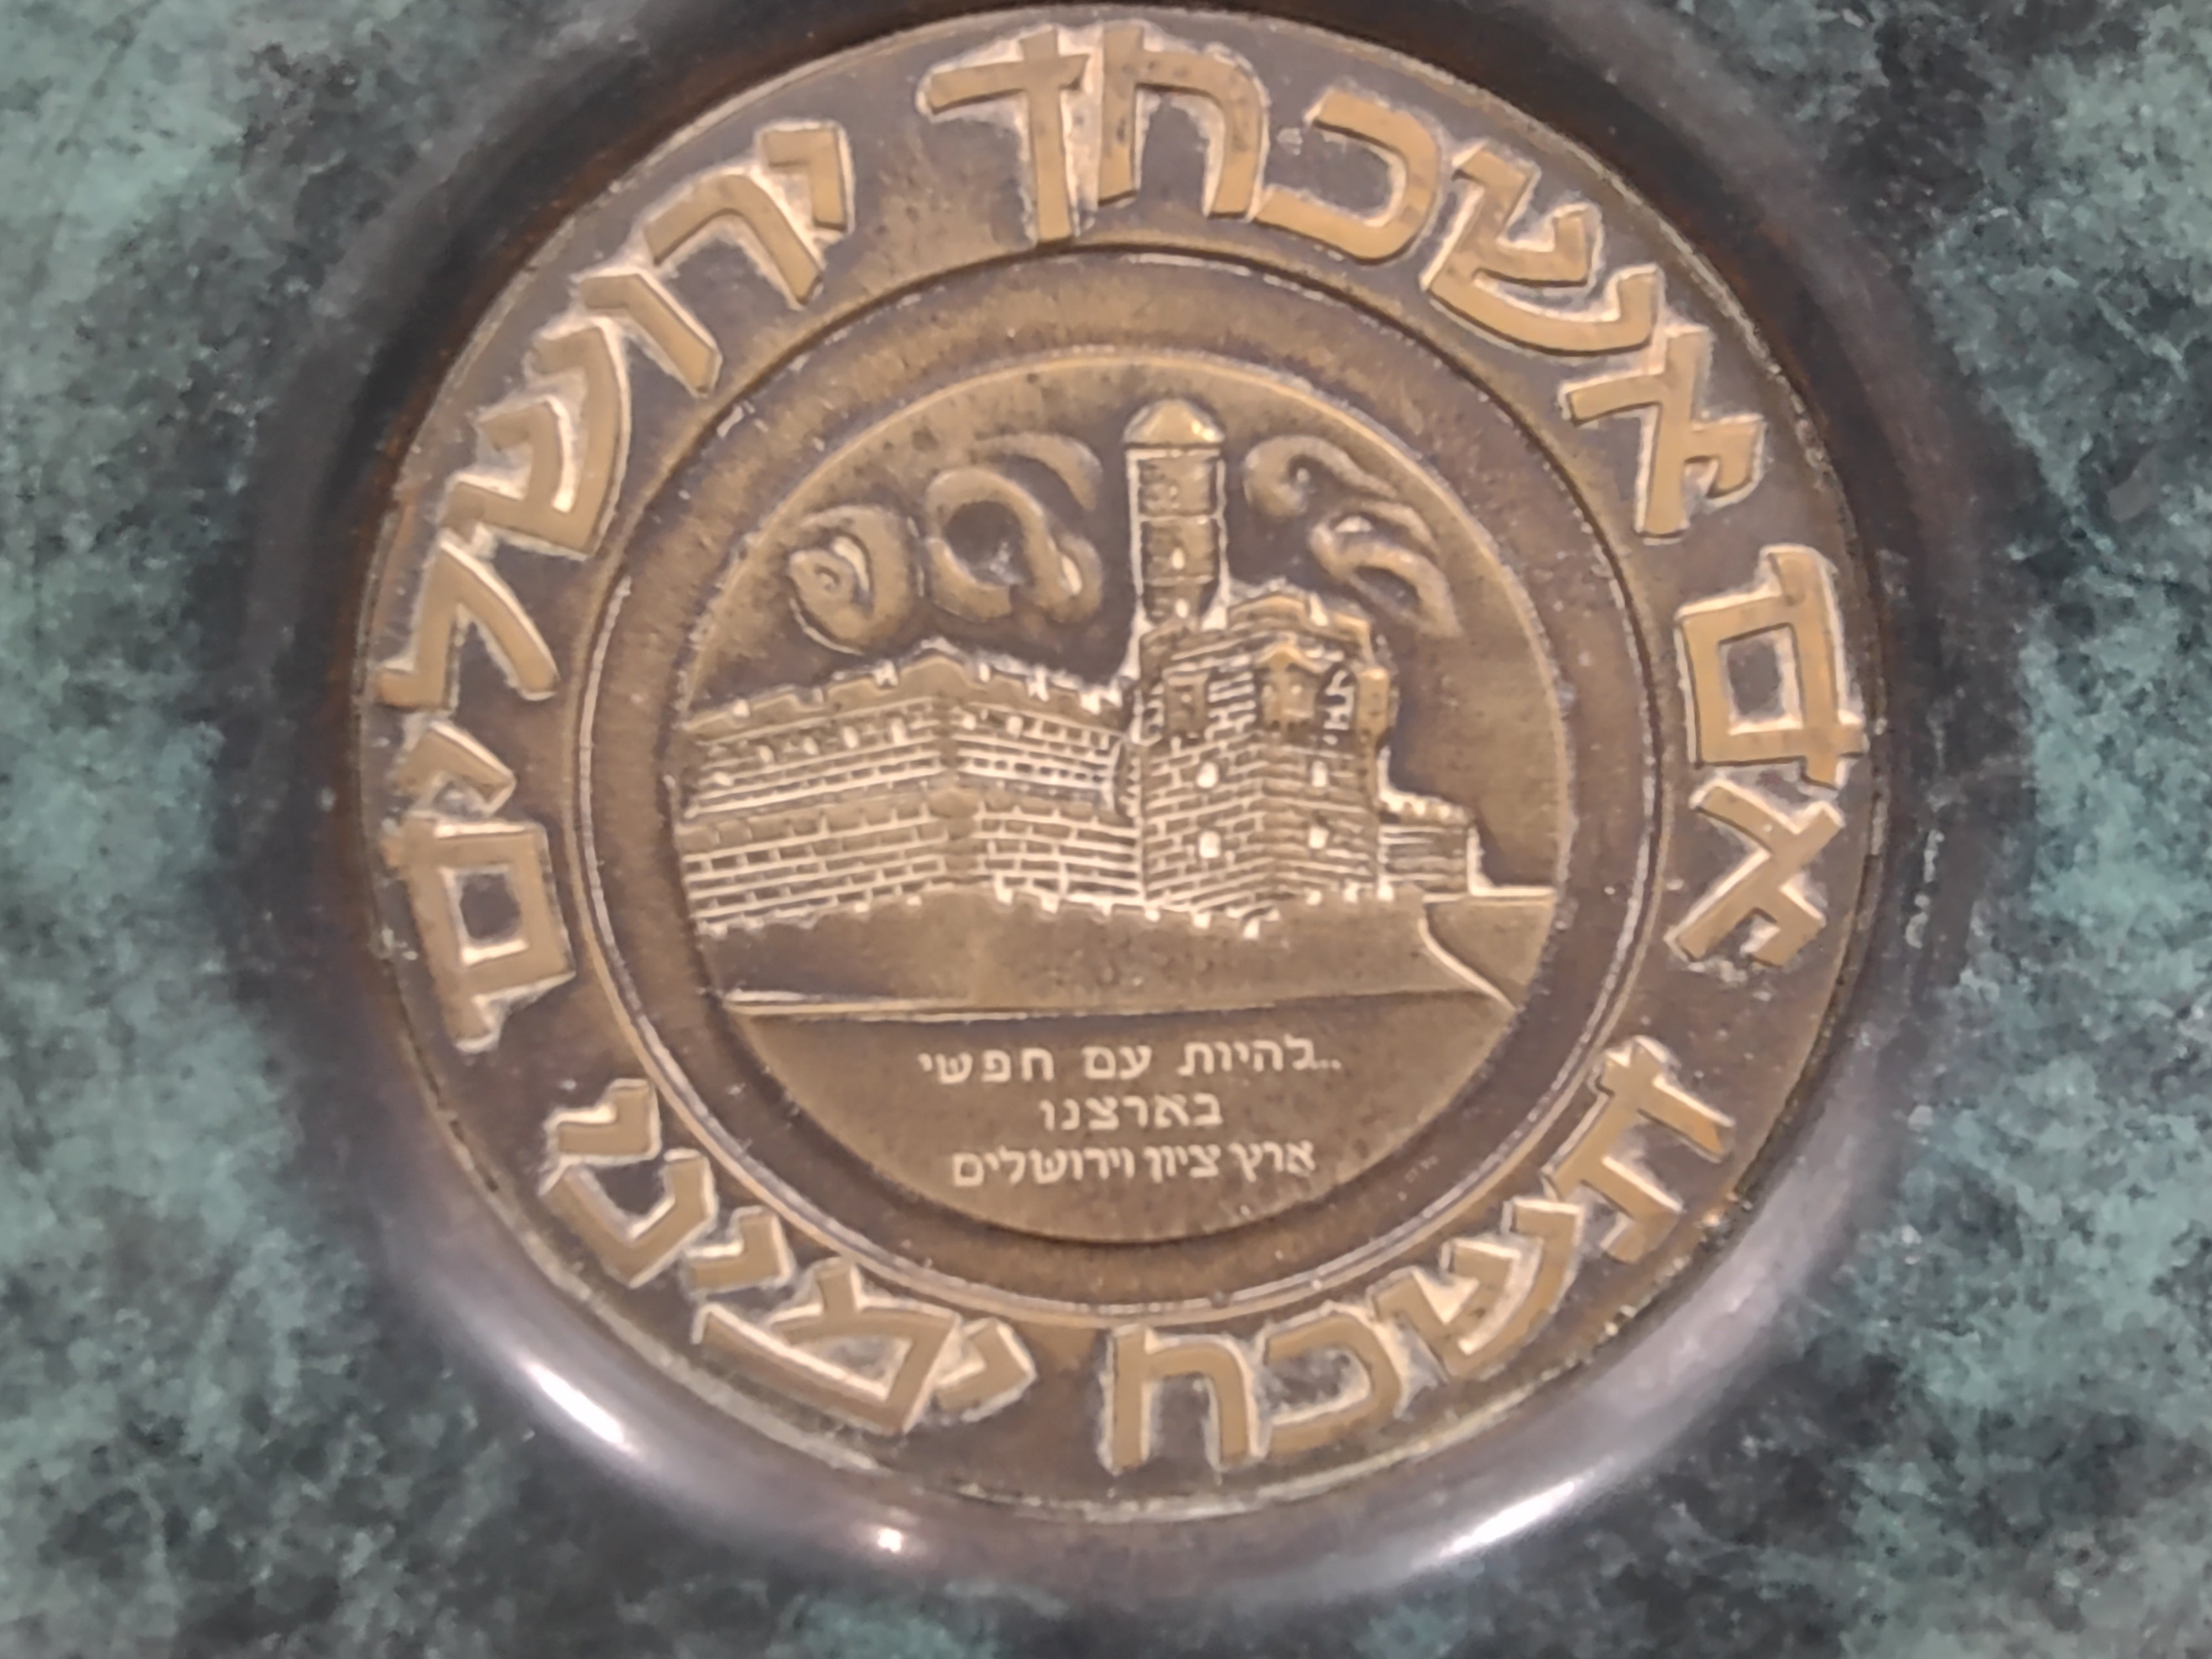 אם אשכחך ירושלים
תשכח ימיני
..להיות עם חפשי
בארצנו
ארץ ציון וירושלים